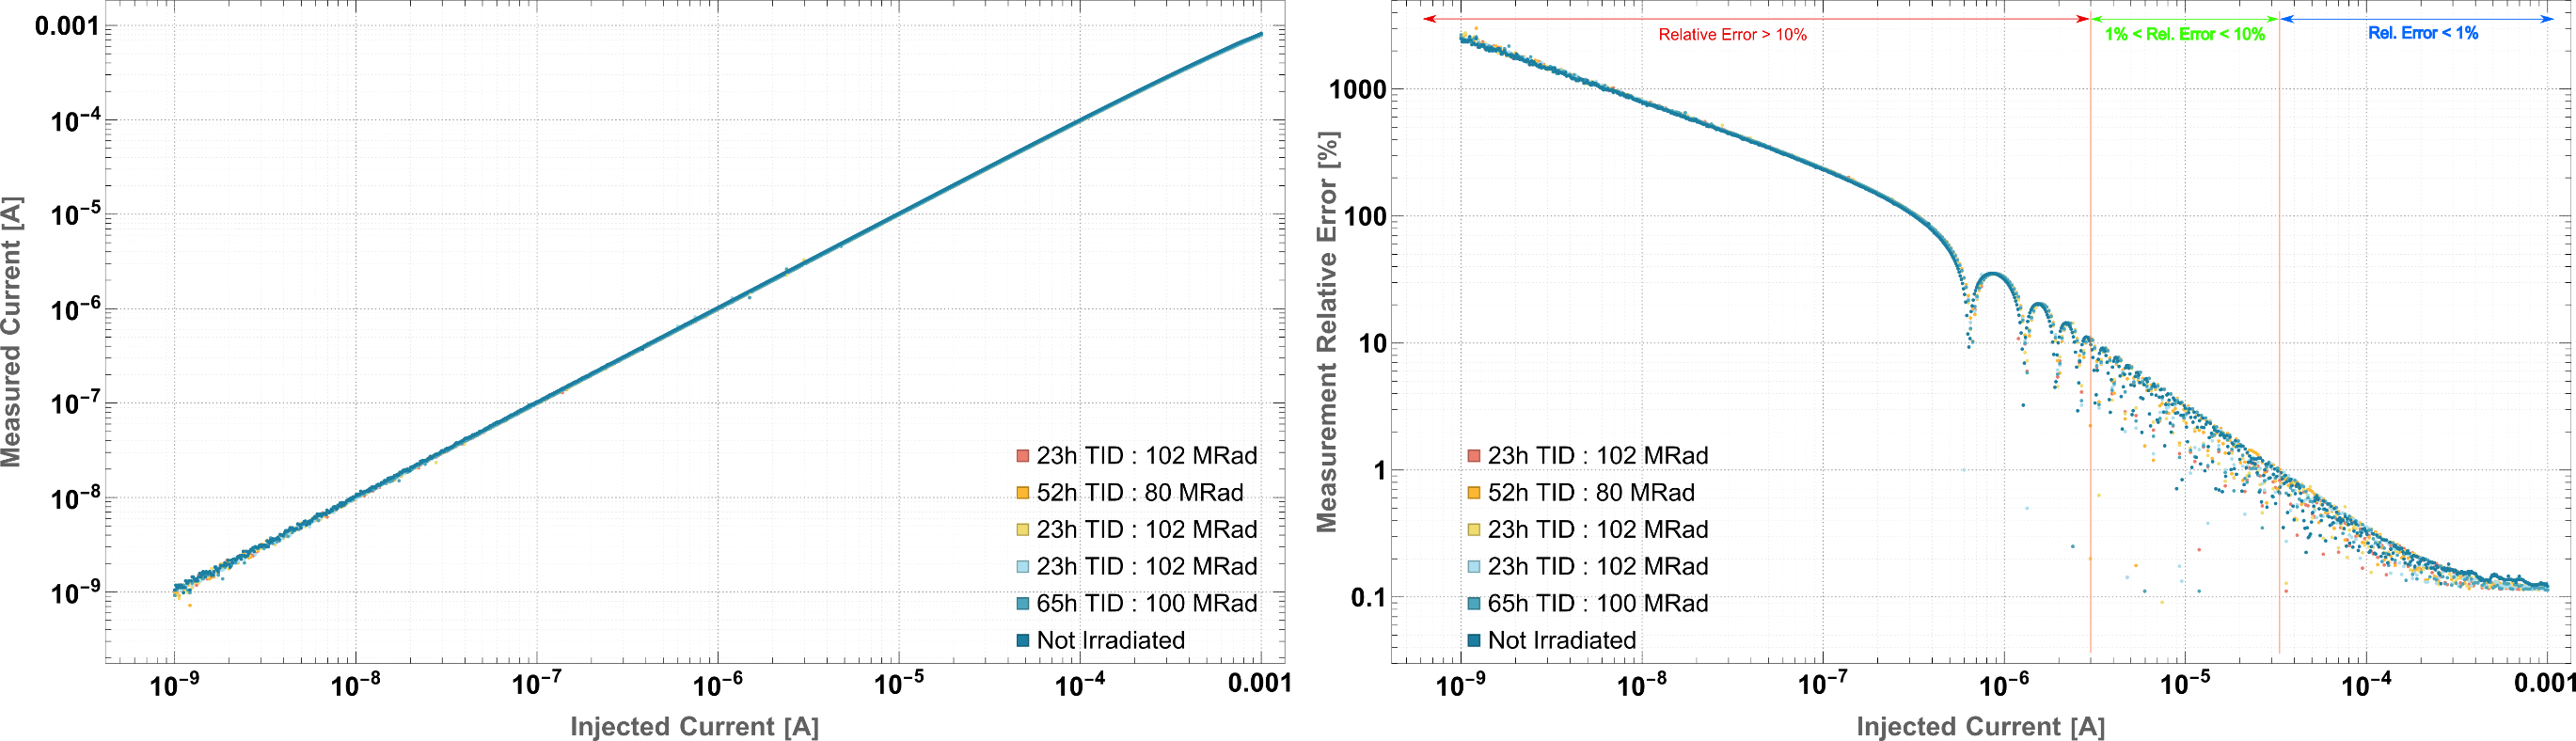 Measured Current [A]
0.001
10⁻⁴
10⁻⁵
10⁻⁶
10⁻⁷
10⁻⁸
10⁻⁹
23h TID : 102 MRad
52h TID : 80 MRad
23h TID : 102 MRad
23h TID : 102 MRad
65h TID : 100 MRad
Not Irradiated
10⁻⁹ 10⁻⁸ 10⁻⁷ 10⁻⁶ 10⁻⁵ 10⁻⁴ 0.001
Injected Current [A]
Measurement Relative Error [%]
Relative Error > 10% 1% < Rel. Error < 10% Rel. Error < 1%
1000
100
10
1
0.1
23h TID : 102 MRad
52h TID : 80 MRad
23h TID : 102 MRad
23h TID : 102 MRad
65h TID : 100 MRad
Not Irradiated
10⁻⁹ 10⁻⁸ 10⁻⁷ 10⁻⁶ 10⁻⁵ 10⁻⁴ 0.001
Injected Current [A]